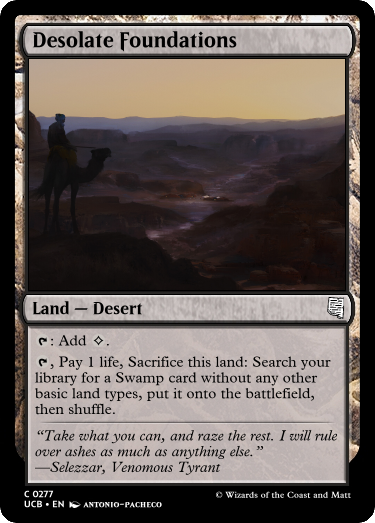 Desolate Foundations
Land — Desert
: Add .
, Pay 1 life, Sacrifice this land: Search your
library for a Swamp card without any other
basic land types, put it onto the battlefield,
then shuffle.
“Take what you can, and raze the rest. I will rule
over ashes as much as anything else.”
—Selezzar, Venomous Tyrant
C 0277
UCB • EN ANTONIO-PACHECO
© Wizards of the Coast and Matt